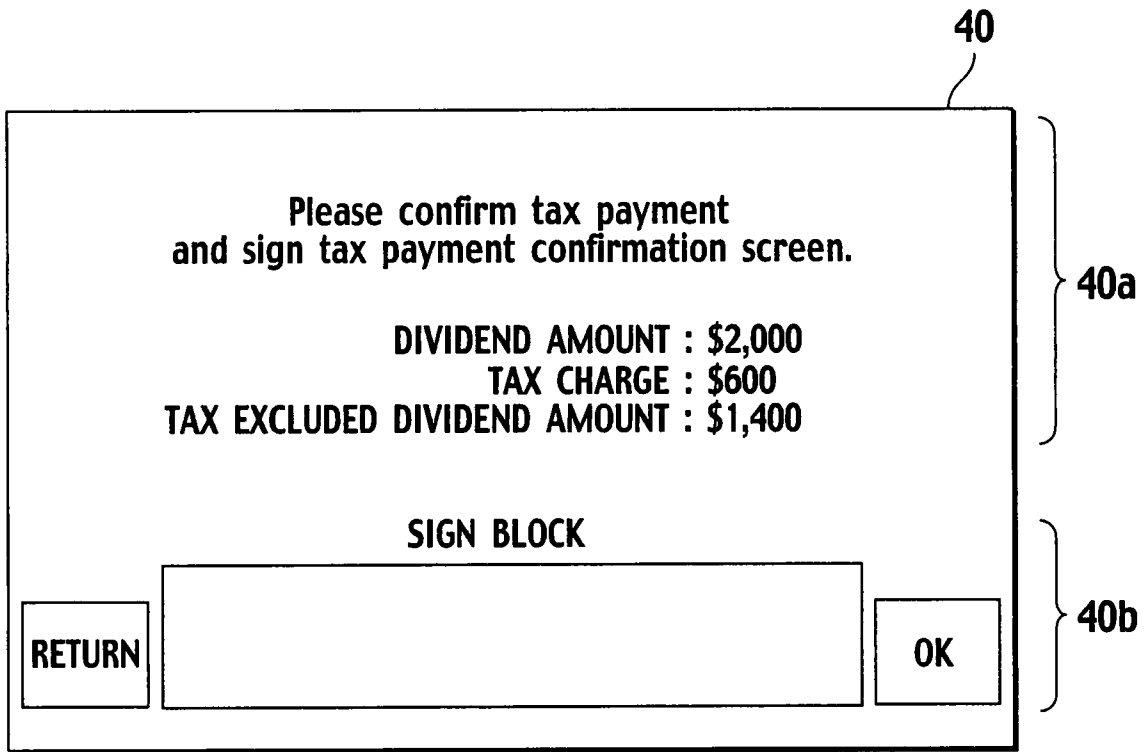 40
Please confirm tax payment
and sign tax payment confirmation screen.
40a
DIVIDEND AMOUNT : $2,000
TAX CHARGE : $600
TAX EXCLUDED DIVIDEND AMOUNT : $1,400
SIGN BLOCK
RETURN
OK
40b